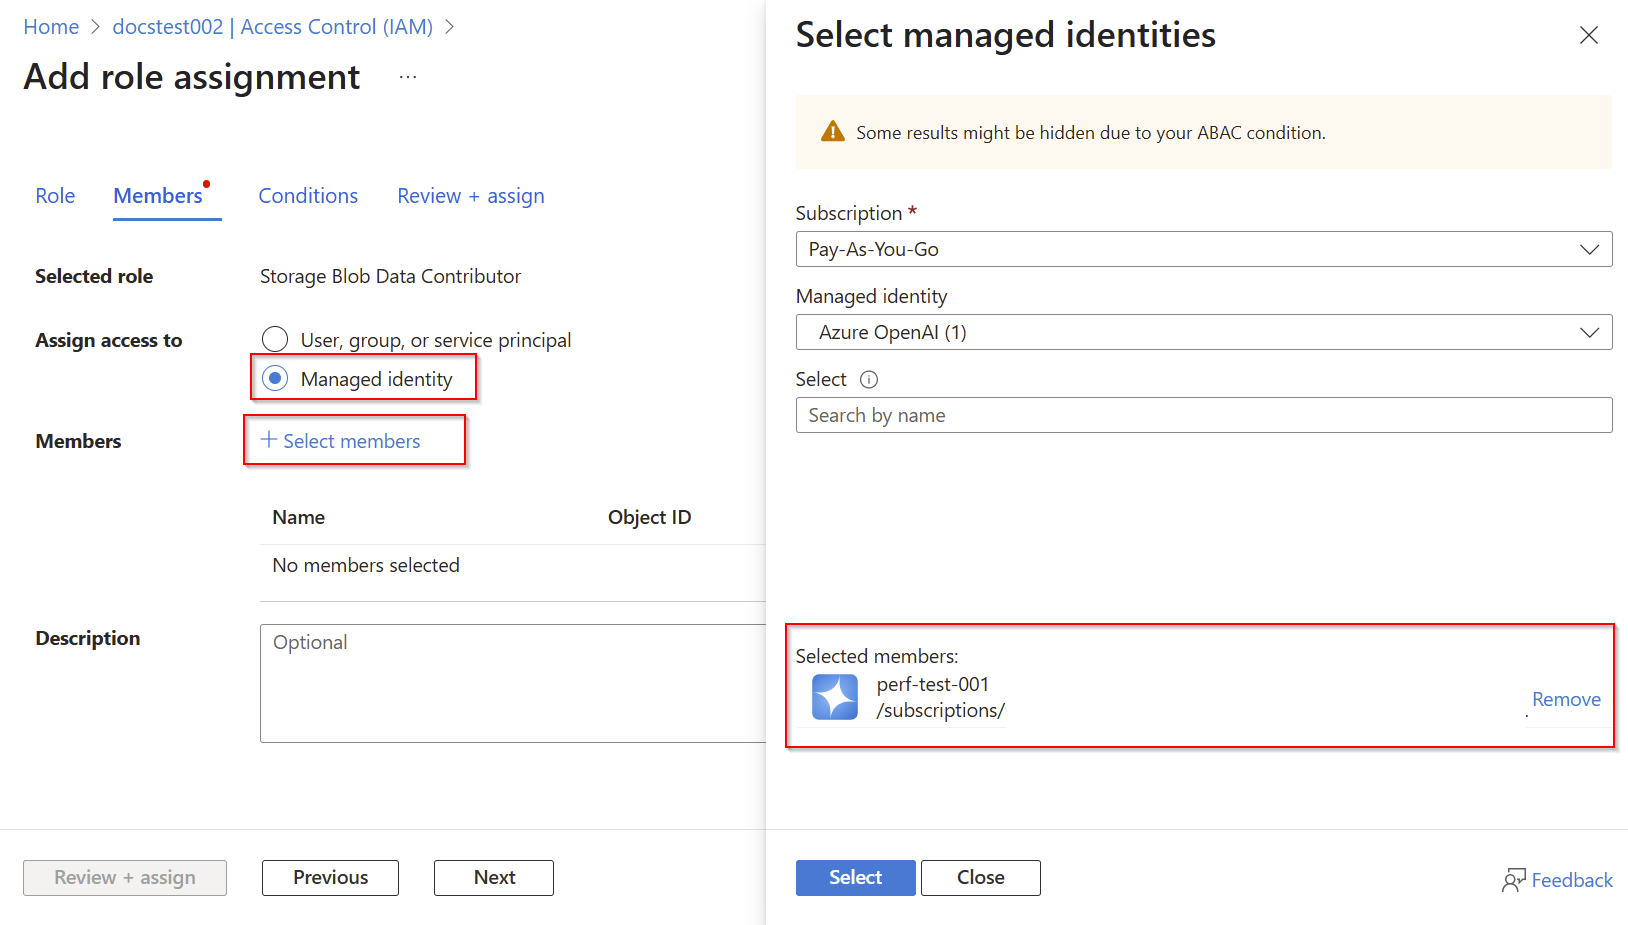 Home > docstest002 | Access Control (IAM) >
Add role assignment ...
Role Members Conditions Review + assign
Selected role Storage Blob Data Contributor
Assign access to User, group, or service principal
Managed identity
Members + Select members
Name Object ID
No members selected
Description Optional
Review + assign Previous Next
Select managed identities
Some results might be hidden due to your ABAC condition.
Subscription *
Pay-As-You-Go
Managed identity
Azure OpenAI (1)
Select
Search by name
Selected members:
perf-test-001
/subscriptions/
. Remove
Select Close Feedback